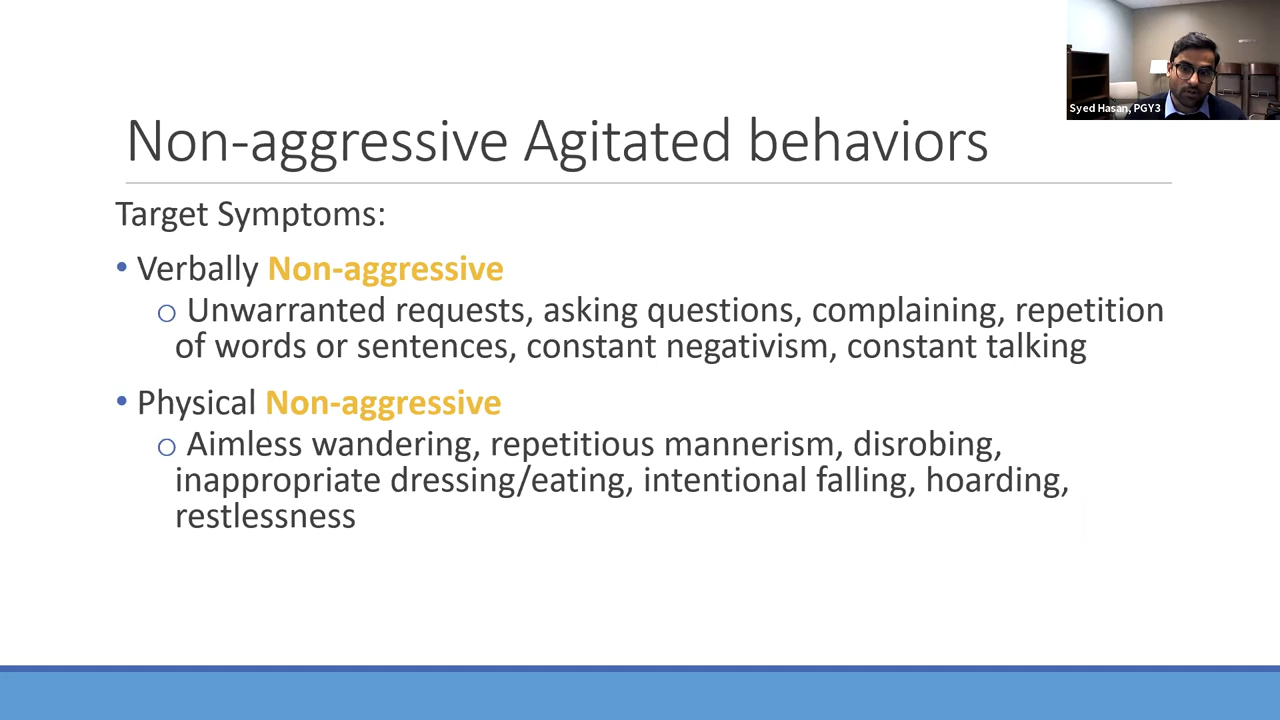 Syed Hasan, PGY3
Non-aggressive Agitated behaviors
Target Symptoms:
• Verbally Non-aggressive
o Unwarranted requests, asking questions, complaining, repetition
of words or sentences, constant negativism, constant talking
• Physical Non-aggressive
o Aimless wandering, repetitious mannerism, disrobing,
inappropriate dressing/eating, intentional falling, hoarding,
restlessness